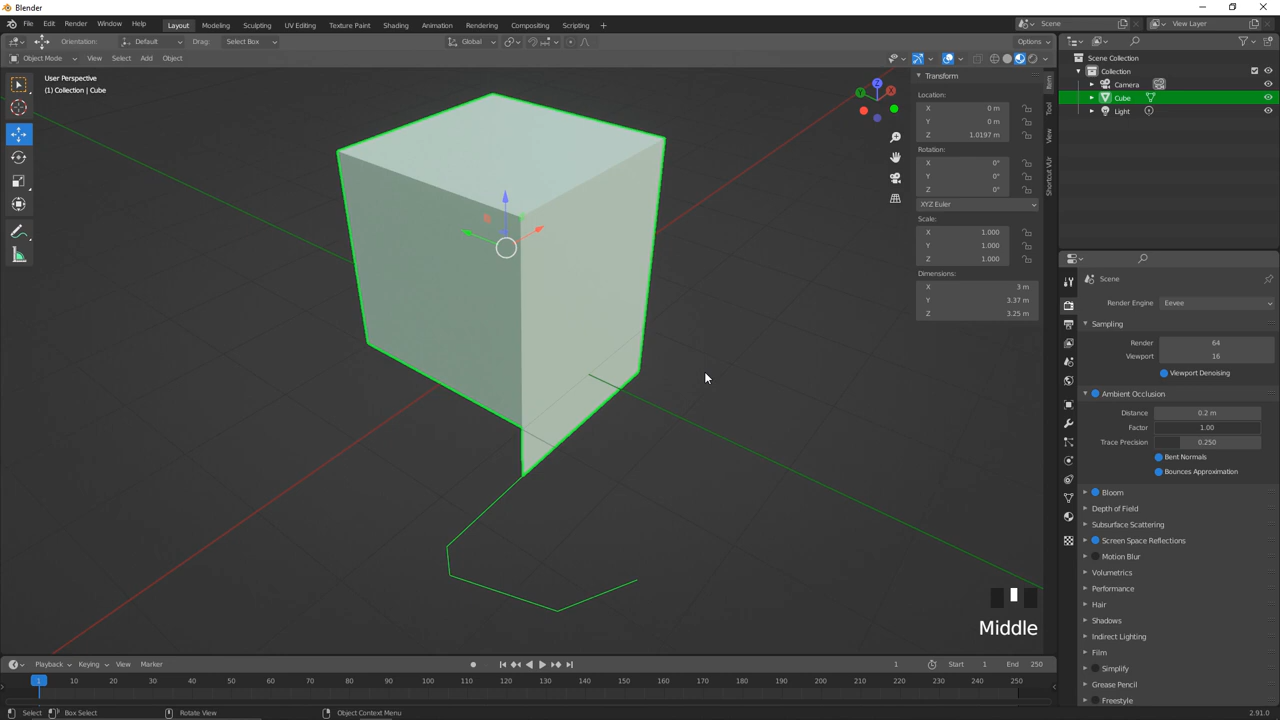 Blender
File Edit Render Window Help Layout Modeling Sculpting UV Editing Texture Paint Shading Animation Rendering Compositing Scripting + Scene View Layer
Orientation: Default Drag: Select Box Global Options
Object Mode View Select Add Object
User Perspective
(1) Collection | Cube
Transform
Location:
X 0 m
Y 0 m
Z 1.0197 m
Rotation:
X 0°
Y 0°
Z 0°
XYZ Euler
Scale:
X 1.000
Y 1.000
Z 1.000
Dimensions:
X 3 m
Y 3.37 m
Z 3.25 m
Item
Tool
View
Shortcut VUr
Z
Y
X
Scene Collection
Collection
Camera
Cube
Light
Scene
Render Engine Eevee
Sampling
Render 64
Viewport 16
Viewport Denoising
Ambient Occlusion
Distance 0.2 m
Factor 1.00
Trace Precision 0.250
Bent Normals
Bounces Approximation
Bloom
Depth of Field
Subsurface Scattering
Screen Space Reflections
Motion Blur
Volumetrics
Performance
Hair
Shadows
Indirect Lighting
Film
Simplify
Grease Pencil
Freestyle
Middle
Playback Keying View Marker 1 Start 1 End 250
1 10 20 30 40 50 60 70 80 90 100 110 120 130 140 150 160 170 180 190 200 210 220 230 240 250
Select Box Select Rotate View Object Context Menu 2.91.0